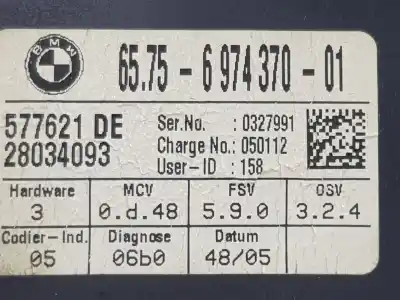 BMW
65.75 - 6 974 370 - 01
577621 DE
28034093
Ser.No. : 0327991
Charge No.: 050112
User-ID : 158
Hardware MCV FSV OSV
3 0.d.48 5.9.0 3.2.4
Codier-Ind. Diagnose Datum
05 06b0 48/05